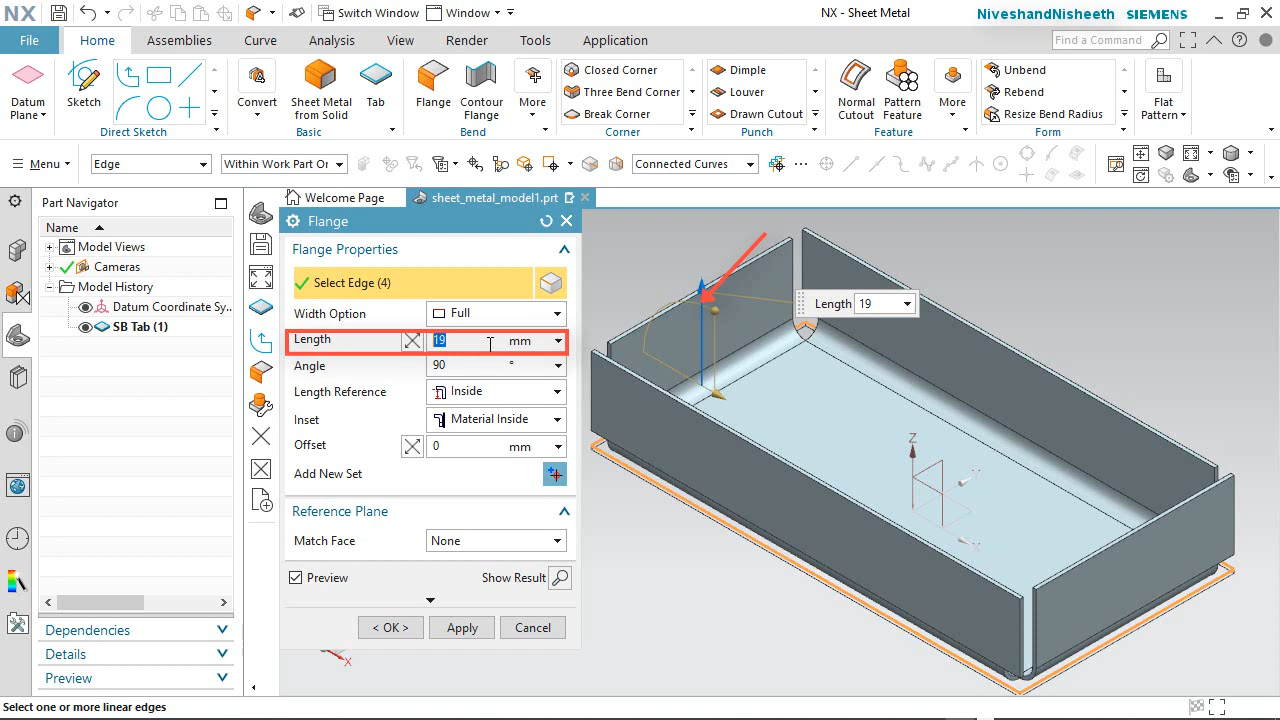 NX
Switch Window
Window
NX - Sheet Metal
NiveshandNisheeth
SIEMENS
File
Home
Assemblies
Curve
Analysis
View
Render
Tools
Application
Find a Command
Datum
Plane
Sketch
Direct Sketch
Convert
Sheet Metal
from Solid
Tab
Basic
Flange
Contour
Flange
More
Bend
Closed Corner
Three Bend Corner
Break Corner
Corner
Dimple
Louver
Drawn Cutout
Punch
Normal
Cutout
Pattern
Feature
More
Feature
Unbend
Rebend
Resize Bend Radius
Form
Flat
Pattern
Menu
Edge
Within Work Part On
Connected Curves
Part Navigator
Name
Model Views
Cameras
Model History
Datum Coordinate Sy...
SB Tab (1)
Dependencies
Details
Preview
Welcome Page
sheet_metal_model1.prt
Flange
Flange Properties
Select Edge (4)
Width Option
Full
Length
19
mm
Angle
90
°
Length Reference
Inside
Inset
Material Inside
Offset
0
mm
Add New Set
Reference Plane
Match Face
None
Preview
Show Result
< OK >
Apply
Cancel
Length
19
Z
Y
X
X
Select one or more linear edges